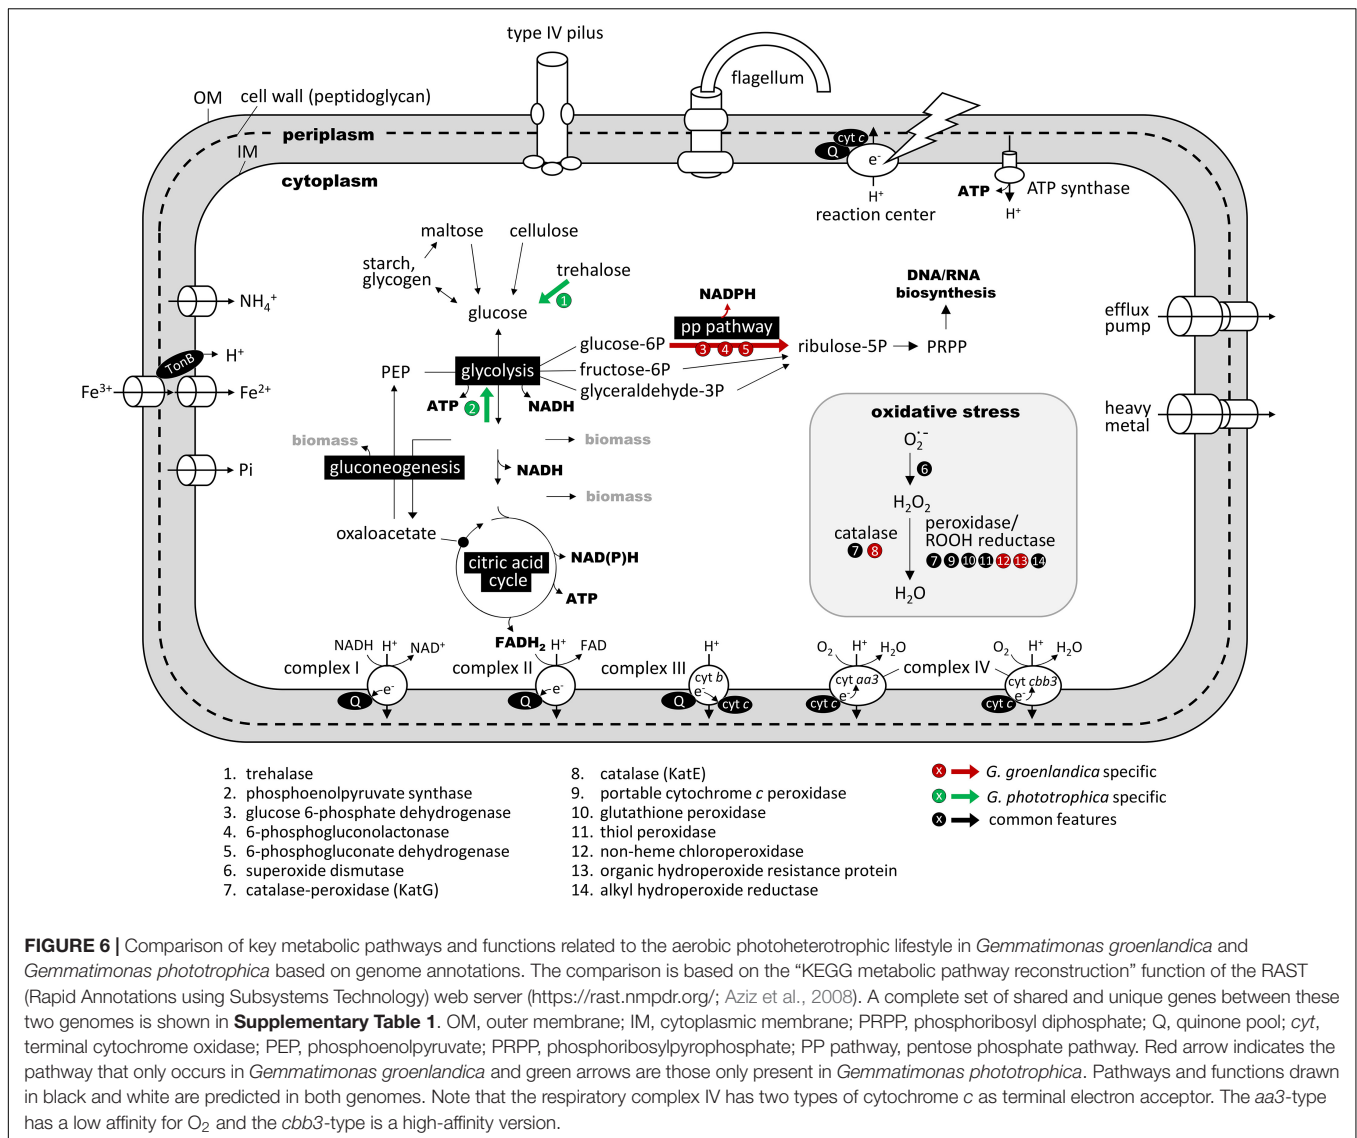 type IV pilus
flagellum
OM
cell wall (peptidoglycan)
periplasm
IM
cytoplasm
cyt c
Q
e-
H+
reaction center
ATP
ATP synthase
H+
maltose
cellulose
starch,
glycogen
trehalose
1
glucose
NADPH
pp pathway
3 4 5
glucose-6P
ribulose-5P
PRPP
DNA/RNA
biosynthesis
fructose-6P
glyceraldehyde-3P
PEP
glycolysis
ATP
2
NADH
NH4+
TonB
H+
Fe3+
Fe2+
Pi
efflux
pump
heavy
metal
biomass
gluconeogenesis
biomass
NADH
biomass
oxaloacetate
citric acid
cycle
NAD(P)H
ATP
FADH2
oxidative stress
O2·-
6
H2O2
catalase
7 8
peroxidase/
ROOH reductase
7 9 10 11 12 13 14
H2O
NADH H+ NAD+
complex I
Q e-
H+ FAD
complex II
Q e-
H+
complex III
cyt b
e-
Q cyt c
O2 H+ H2O
cyt aa3
e-
cyt c
complex IV
O2 H+ H2O
cyt cbb3
e-
cyt c
1. trehalase
2. phosphoenolpyruvate synthase
3. glucose 6-phosphate dehydrogenase
4. 6-phosphogluconolactonase
5. 6-phosphogluconate dehydrogenase
6. superoxide dismutase
7. catalase-peroxidase (KatG)
8. catalase (KatE)
9. portable cytochrome c peroxidase
10. glutathione peroxidase
11. thiol peroxidase
12. non-heme chloroperoxidase
13. organic hydroperoxide resistance protein
14. alkyl hydroperoxide reductase
x G. groenlandica specific
x G. phototrophica specific
x common features
FIGURE 6 | Comparison of key metabolic pathways and functions related to the aerobic photoheterotrophic lifestyle in Gemmatimonas groenlandica and
Gemmatimonas phototrophica based on genome annotations. The comparison is based on the “KEGG metabolic pathway reconstruction” function of the RAST
(Rapid Annotations using Subsystems Technology) web server (https://rast.nmpdr.org/; Aziz et al., 2008). A complete set of shared and unique genes between these
two genomes is shown in Supplementary Table 1. OM, outer membrane; IM, cytoplasmic membrane; PRPP, phosphoribosyl diphosphate; Q, quinone pool; cyt,
terminal cytochrome oxidase; PEP, phosphoenolpyruvate; PRPP, phosphoribosylpyrophosphate; PP pathway, pentose phosphate pathway. Red arrow indicates the
pathway that only occurs in Gemmatimonas groenlandica and green arrows are those only present in Gemmatimonas phototrophica. Pathways and functions drawn
in black and white are predicted in both genomes. Note that the respiratory complex IV has two types of cytochrome c as terminal electron acceptor. The aa3-type
has a low affinity for O2 and the cbb3-type is a high-affinity version.